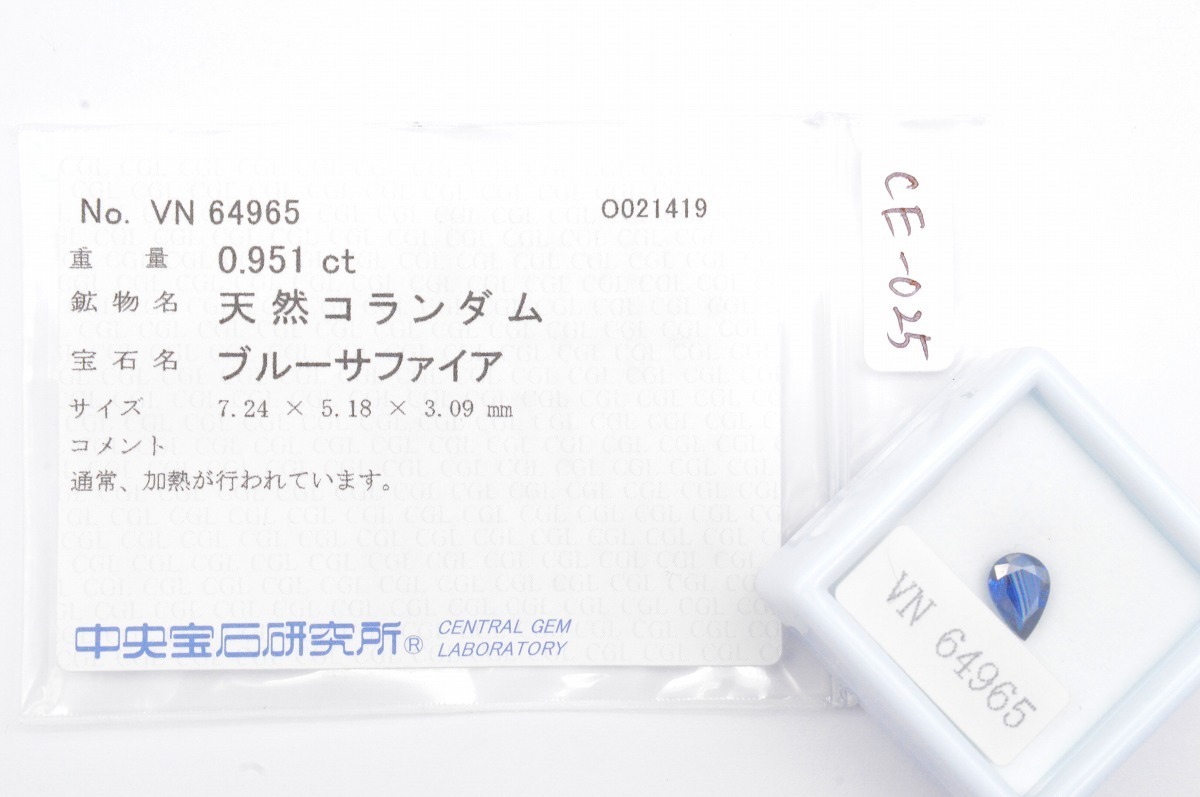 No. VN 64965
O021419
重量 0.951 ct
鉱物名 天然コランダム
宝石名 ブルーサファイア
サイズ 7.24 × 5.18 × 3.09 mm
コメント
通常、加熱が行われています。
中央宝石研究所® CENTRAL GEM
LABORATORY
CE-025
VN 64965